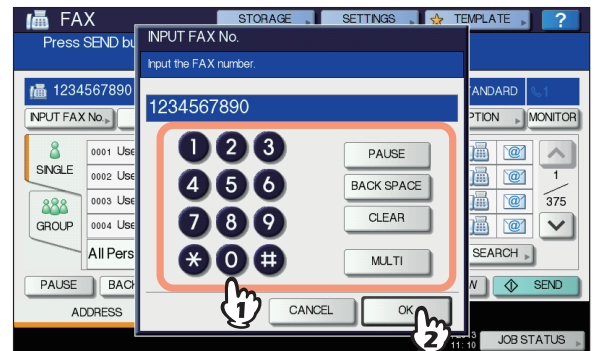 FAX
STORAGE
SETTINGS
TEMPLATE
?
Press SEND bu
INPUT FAX No.
Input the FAX number.
1234567890
1234567890
ANDARD
1
INPUT FAX No.
PTION
MONITOR
SINGLE
GROUP
0001 Use
0002 Use
0003 Use
0004 Use
All Pers
1 2 3
4 5 6
7 8 9
* 0 #
PAUSE
BACK SPACE
CLEAR
MULTI
@
@
@
@
1
375
SEARCH
PAUSE
BACK
W
SEND
ADDRESS
CANCEL
OK
1
2
11:10
JOB STATUS